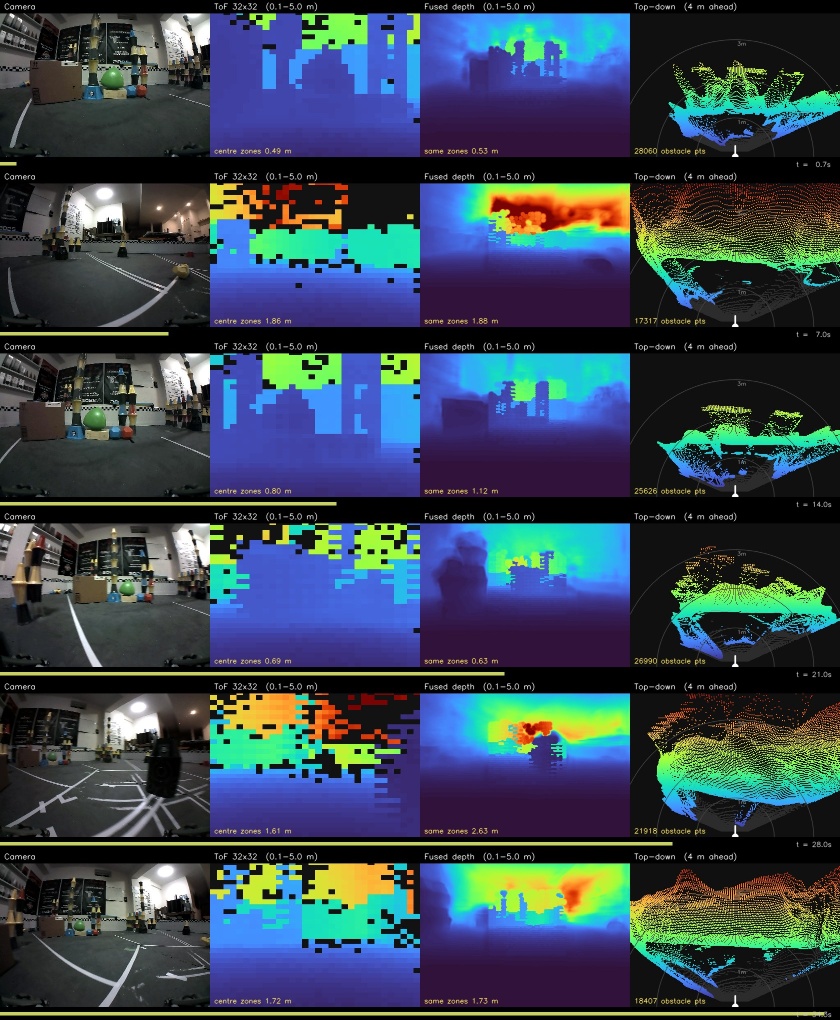 Camera
ToF 32x32 (0.1–5.0 m)
Fused depth (0.1–5.0 m)
Top-down (4 m ahead)
3m
1m
centre zones 0.49 m
same zones 0.53 m
28060 obstacle pts
t = 0.7s
Camera
ToF 32x32 (0.1–5.0 m)
Fused depth (0.1–5.0 m)
Top-down (4 m ahead)
centre zones 1.86 m
same zones 1.88 m
17317 obstacle pts
t = 7.0s
Camera
ToF 32x32 (0.1–5.0 m)
Fused depth (0.1–5.0 m)
Top-down (4 m ahead)
3m
centre zones 0.80 m
same zones 1.12 m
25626 obstacle pts
t = 14.0s
Camera
ToF 32x32 (0.1–5.0 m)
Fused depth (0.1–5.0 m)
Top-down (4 m ahead)
3m
1m
centre zones 0.69 m
same zones 0.63 m
26990 obstacle pts
t = 21.0s
Camera
ToF 32x32 (0.1–5.0 m)
Fused depth (0.1–5.0 m)
Top-down (4 m ahead)
centre zones 1.61 m
same zones 2.63 m
21918 obstacle pts
t = 28.0s
Camera
ToF 32x32 (0.1–5.0 m)
Fused depth (0.1–5.0 m)
Top-down (4 m ahead)
1m
centre zones 1.72 m
same zones 1.73 m
18407 obstacle pts